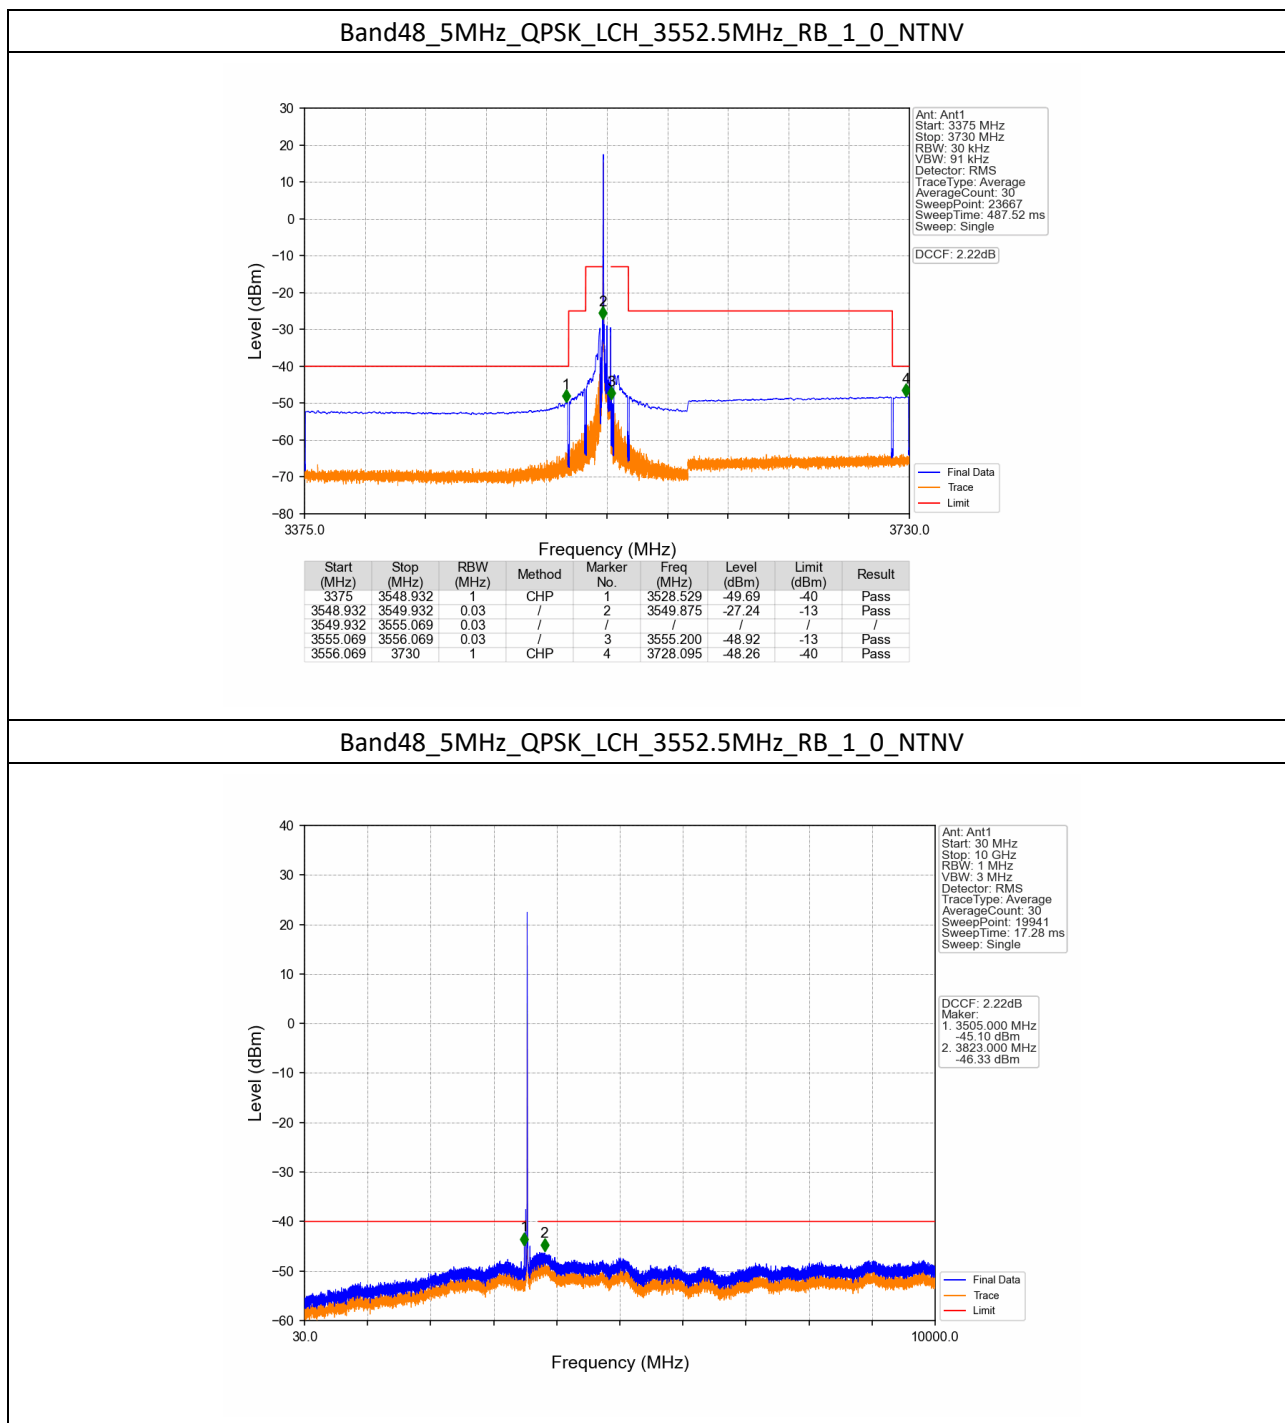 Band48_5MHz_QPSK_LCH_3552.5MHz_RB_1_0_NTNV
30
20
10
0
−10
−20
−30
−40
−50
−60
−70
−80
Level (dBm)
3375.0
3730.0
Frequency (MHz)
1
2
3
4
Ant: Ant1
Start: 3375 MHz
Stop: 3730 MHz
RBW: 30 kHz
VBW: 91 kHz
Detector: RMS
TraceType: Average
AverageCount: 30
SweepPoint: 23667
SweepTime: 487.52 ms
Sweep: Single
DCCF: 2.22dB
Final Data
Trace
Limit
Start (MHz) Stop (MHz) RBW (MHz) Method Marker No. Freq (MHz) Level (dBm) Limit (dBm) Result
3375 3548.932 1 CHP 1 3528.529 -49.69 -40 Pass
3548.932 3549.932 0.03 / 2 3549.875 -27.24 -13 Pass
3549.932 3555.069 0.03 / / / / / /
3555.069 3556.069 0.03 / 3 3555.200 -48.92 -13 Pass
3556.069 3730 1 CHP 4 3728.095 -48.26 -40 Pass
Band48_5MHz_QPSK_LCH_3552.5MHz_RB_1_0_NTNV
40
30
20
10
0
−10
−20
−30
−40
−50
−60
Level (dBm)
30.0
10000.0
Frequency (MHz)
1
2
Ant: Ant1
Start: 30 MHz
Stop: 10 GHz
RBW: 1 MHz
VBW: 3 MHz
Detector: RMS
TraceType: Average
AverageCount: 30
SweepPoint: 19941
SweepTime: 17.28 ms
Sweep: Single
DCCF: 2.22dB
Maker:
1. 3505.000 MHz
-45.10 dBm
2. 3823.000 MHz
-46.33 dBm
Final Data
Trace
Limit